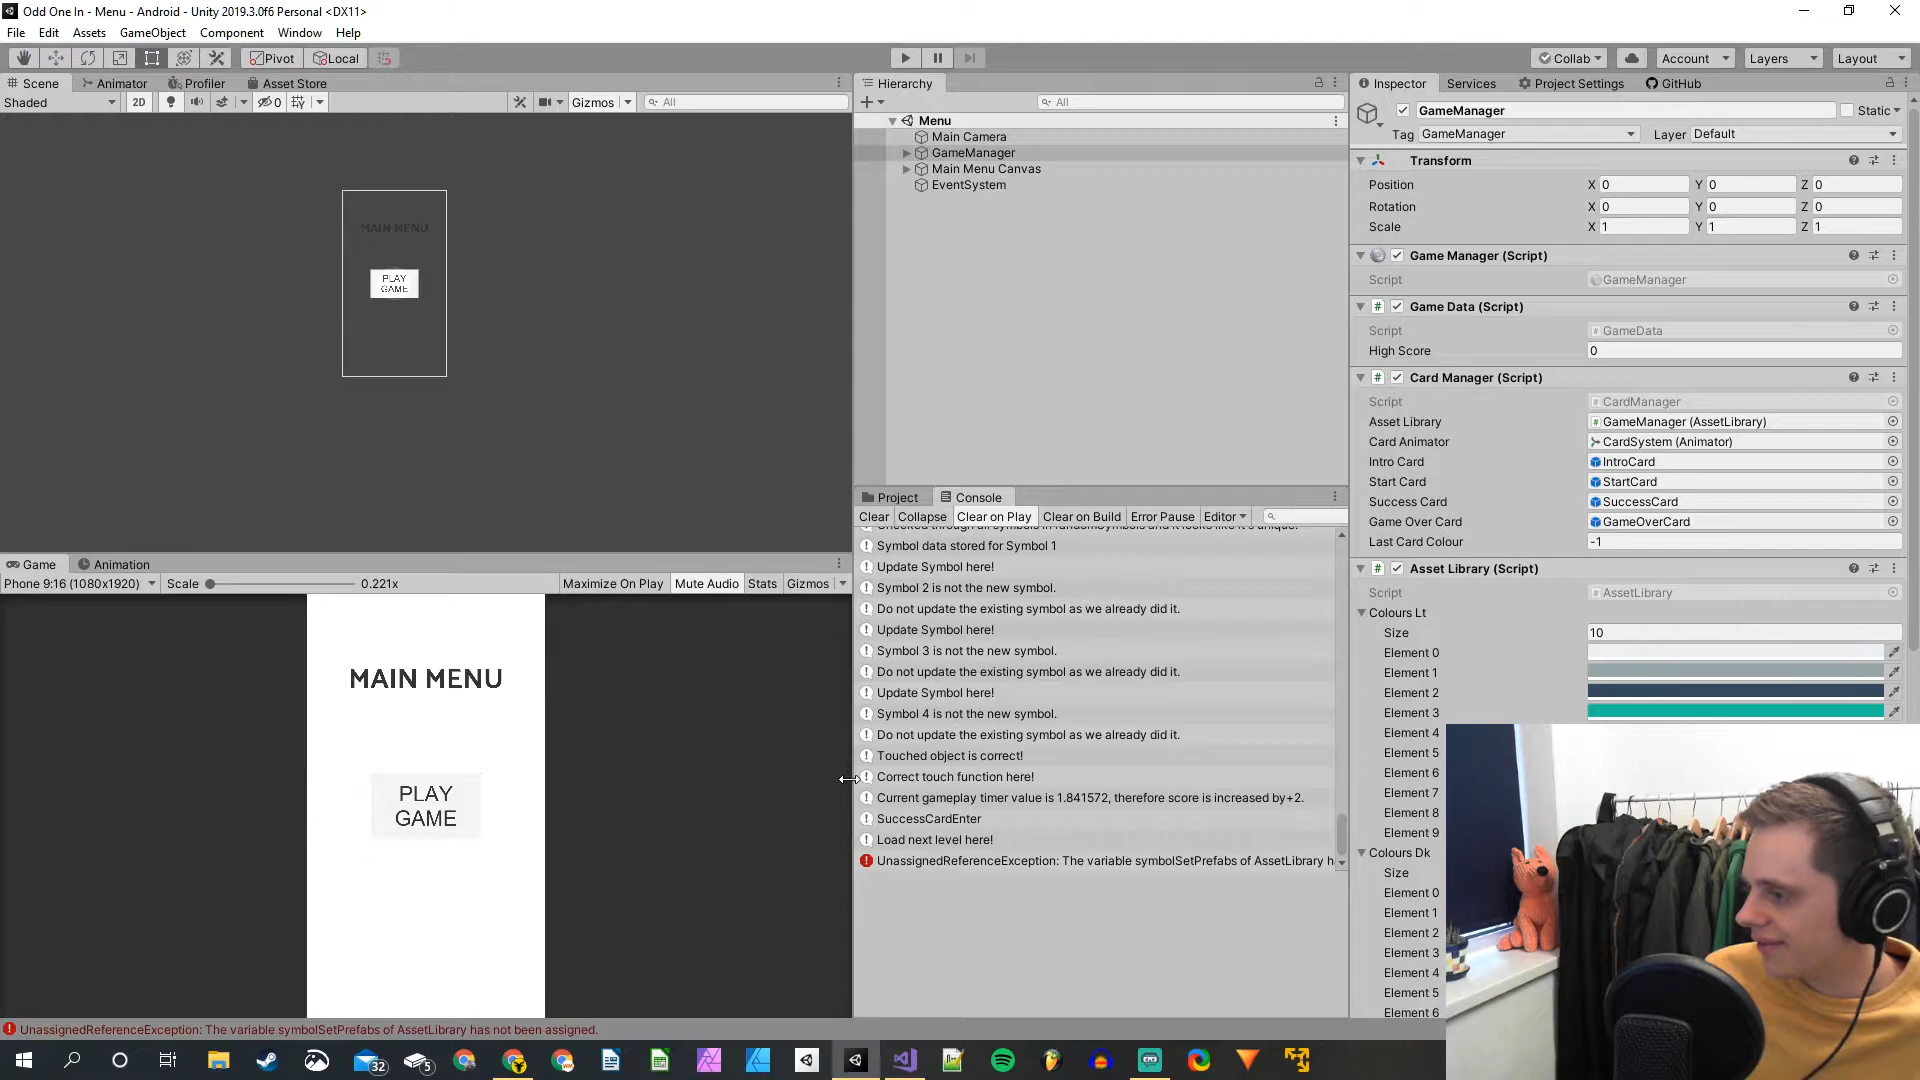 Odd One In - Menu - Android - Unity 2019.3.0f6 Personal <DX11>
File Edit Assets GameObject Component Window Help
Pivot Local Collab Account Layers Layout
Scene Animator Profiler Asset Store
Shaded 2D 0 Gizmos All
MAIN MENU
PLAY
GAME
Game Animation
Phone 9:16 (1080x1920) Scale 0.221x Maximize On Play Mute Audio Stats Gizmos
MAIN MENU
PLAY
GAME
Hierarchy
All
Menu
Main Camera
GameManager
Main Menu Canvas
EventSystem
Project Console
Clear Collapse Clear on Play Clear on Build Error Pause Editor
Symbol data stored for Symbol 1
Update Symbol here!
Symbol 2 is not the new symbol.
Do not update the existing symbol as we already did it.
Update Symbol here!
Symbol 3 is not the new symbol.
Do not update the existing symbol as we already did it.
Update Symbol here!
Symbol 4 is not the new symbol.
Do not update the existing symbol as we already did it.
Touched object is correct!
Correct touch function here!
Current gameplay timer value is 1.841572, therefore score is increased by+2.
SuccessCardEnter
Load next level here!
UnassignedReferenceException: The variable symbolSetPrefabs of AssetLibrary h
Inspector Services Project Settings GitHub
GameManager Static
Tag GameManager Layer Default
Transform
Position X 0 Y 0 Z 0
Rotation X 0 Y 0 Z 0
Scale X 1 Y 1 Z 1
Game Manager (Script)
Script GameManager
Game Data (Script)
Script GameData
High Score 0
Card Manager (Script)
Script CardManager
Asset Library GameManager (AssetLibrary)
Card Animator CardSystem (Animator)
Intro Card IntroCard
Start Card StartCard
Success Card SuccessCard
Game Over Card GameOverCard
Last Card Colour -1
Asset Library (Script)
Script AssetLibrary
Colours Lt
Size 10
Element 0
Element 1
Element 2
Element 3
Element 4
Element 5
Element 6
Element 7
Element 8
Element 9
Colours Dk
Size
Element 0
Element 1
Element 2
Element 3
Element 4
Element 5
Element 6
UnassignedReferenceException: The variable symbolSetPrefabs of AssetLibrary has not been assigned.
32
5